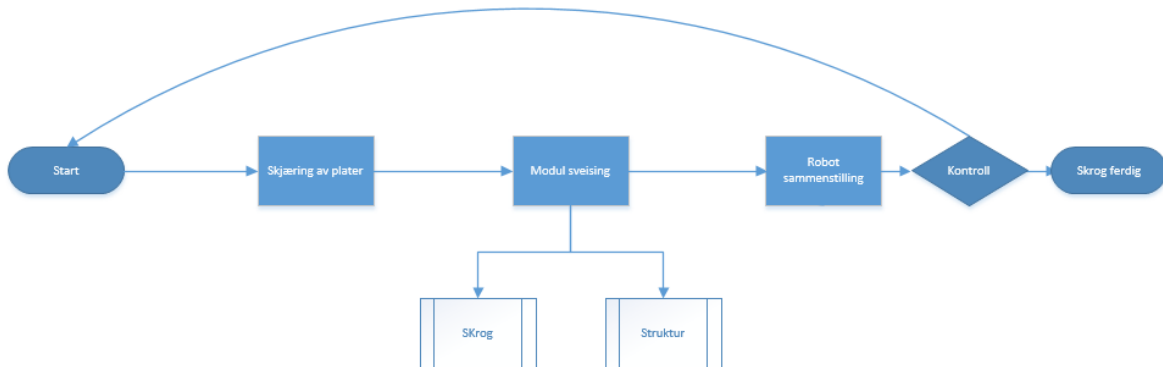 Start
Skjæring av plater
Modul sveising
Robot
sammenstilling
Kontroll
Skrog ferdig
SKrog
Struktur